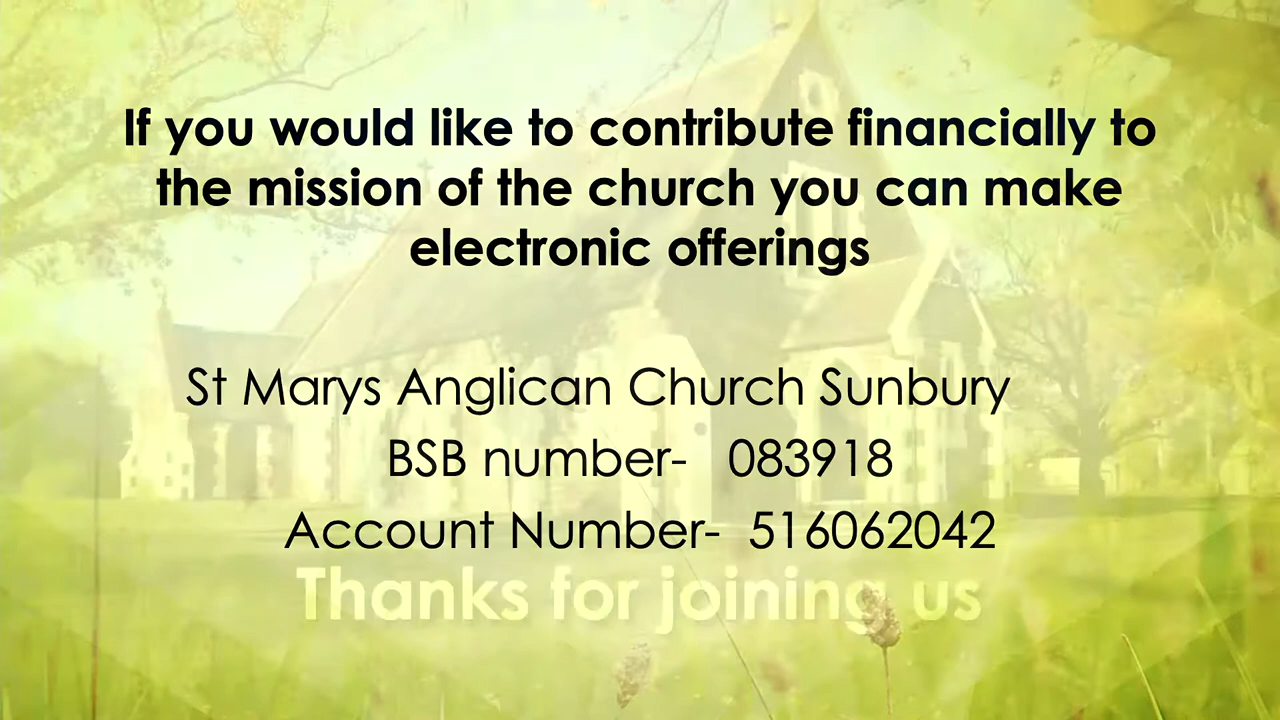 If you would like to contribute financially to
the mission of the church you can make
electronic offerings
St Marys Anglican Church Sunbury
BSB number- 083918
Account Number- 516062042
Thanks for joining us